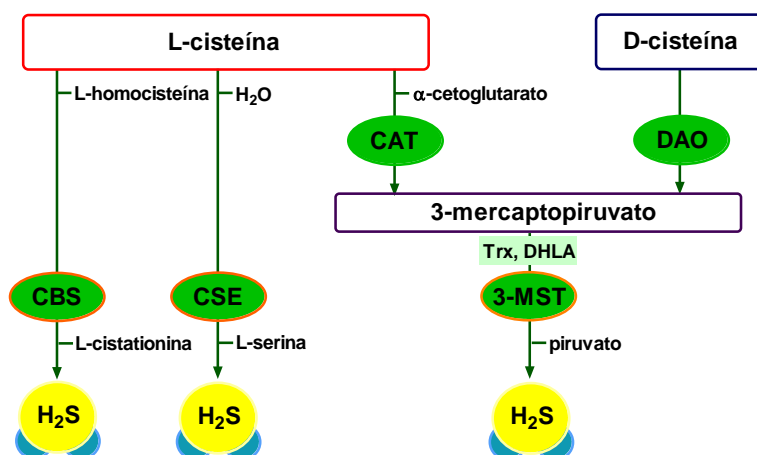 L-cisteína
D-cisteína
L-homocisteína
H₂O
α-cetoglutarato
CAT
DAO
3-mercaptopiruvato
Trx, DHLA
CBS
CSE
3-MST
L-cistationina
L-serina
piruvato
H₂S
H₂S
H₂S